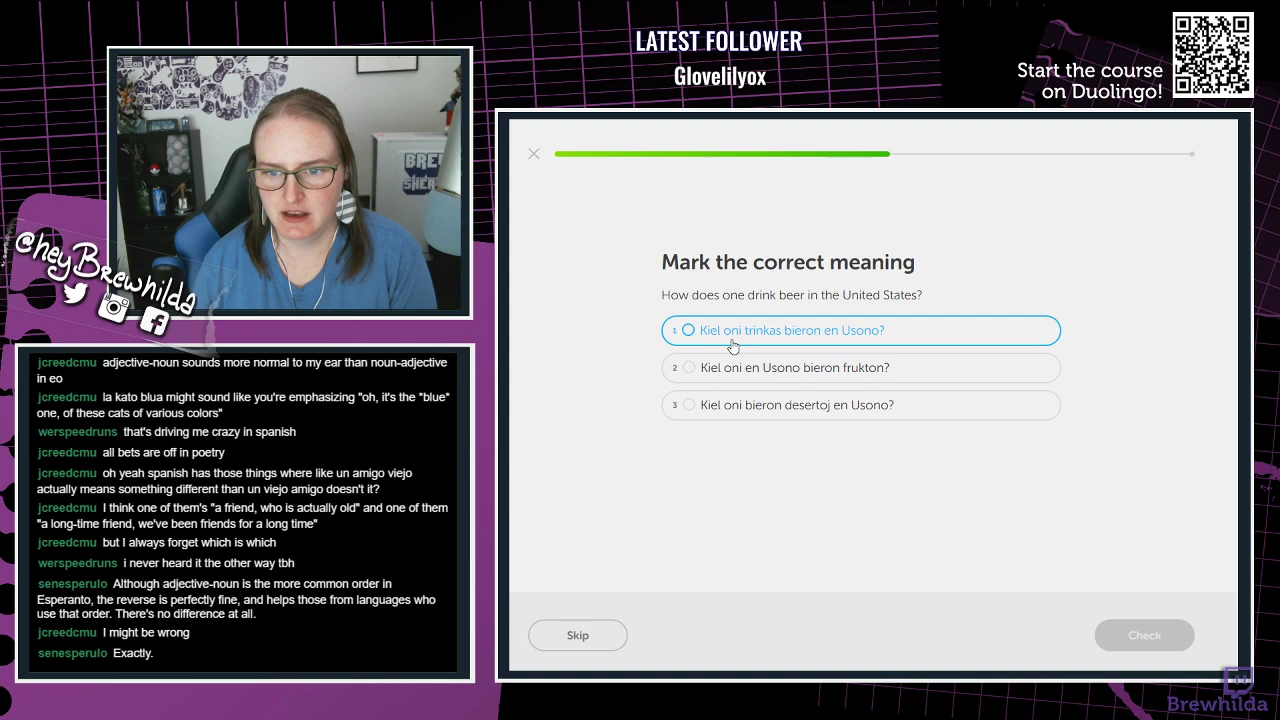 LATEST FOLLOWER
Glovelilyox
Start the course
on Duolingo!
BREW
SHER
@heyBrewhilda
Mark the correct meaning
How does one drink beer in the United States?
1 Kiel oni trinkas bieron en Usono?
2 Kiel oni en Usono bieron frukton?
3 Kiel oni bieron desertoj en Usono?
Skip
Check
jcreedcmu adjective-noun sounds more normal to my ear than noun-adjective
in eo
jcreedcmu la kato blua might sound like you're emphasizing "oh, it's the *blue*
one, of these cats of various colors"
werspeedruns that's driving me crazy in spanish
jcreedcmu all bets are off in poetry
jcreedcmu oh yeah spanish has those things where like un amigo viejo
actually means something different than un viejo amigo doesn't it?
jcreedcmu I think one of them's "a friend, who is actually old" and one of them
"a long-time friend, we've been friends for a long time"
jcreedcmu but I always forget which is which
werspeedruns i never heard it the other way tbh
senesperulo Although adjective-noun is the more common order in
Esperanto, the reverse is perfectly fine, and helps those from languages who
use that order. There's no difference at all.
jcreedcmu I might be wrong
senesperulo Exactly.
Brewhilda